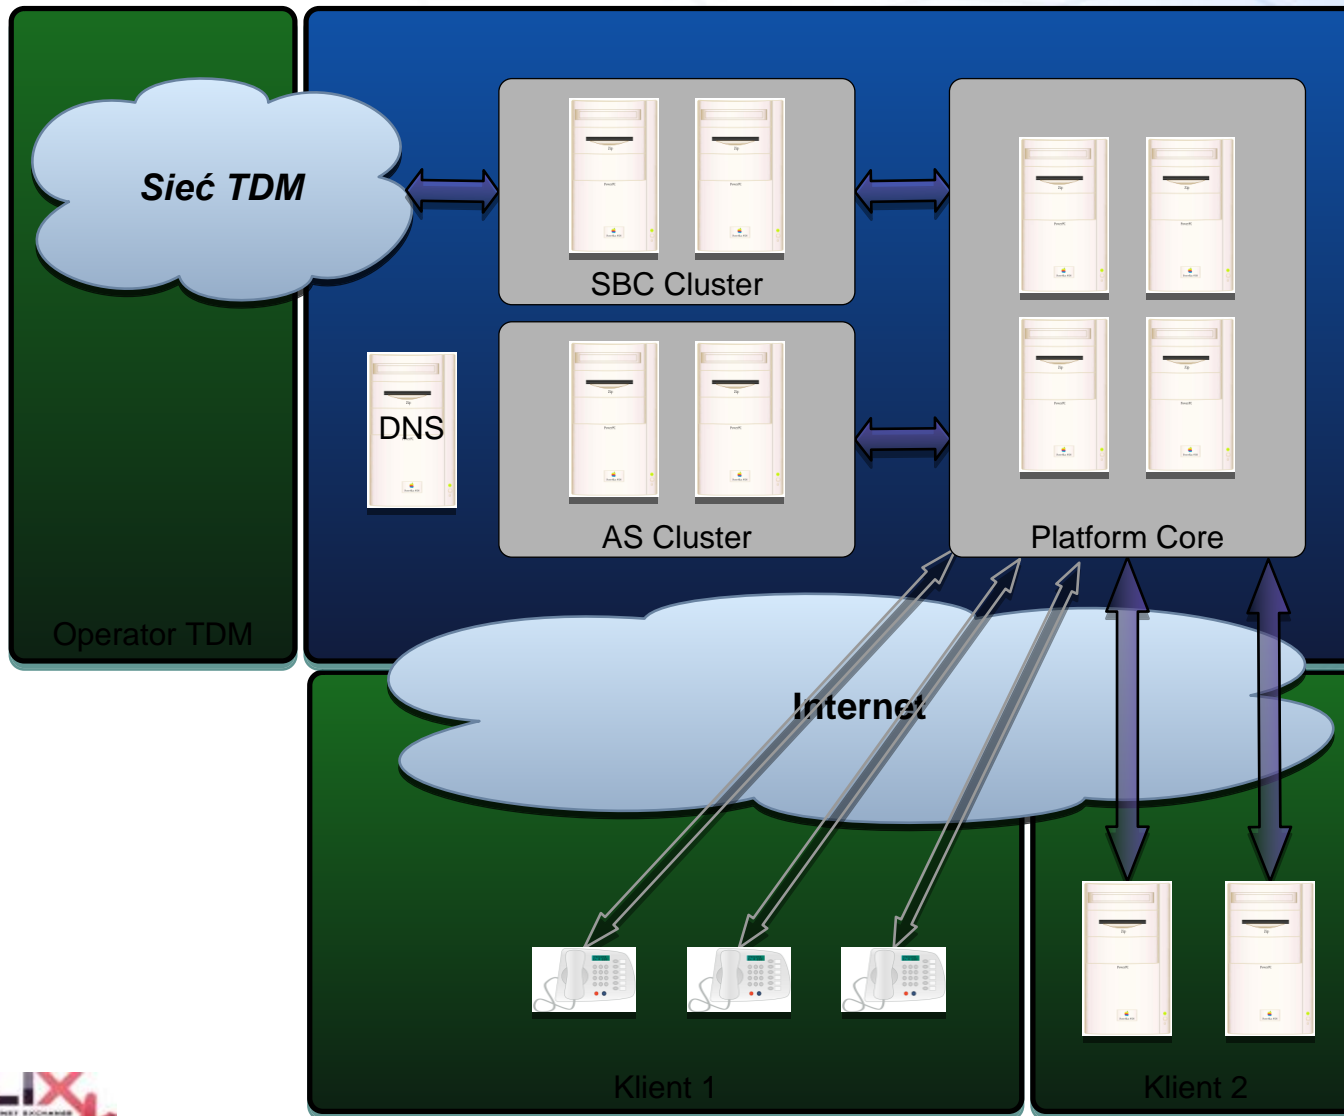 Sieć TDM
SBC Cluster
DNS
AS Cluster
Platform Core
Operator TDM
Internet
Klient 1
Klient 2